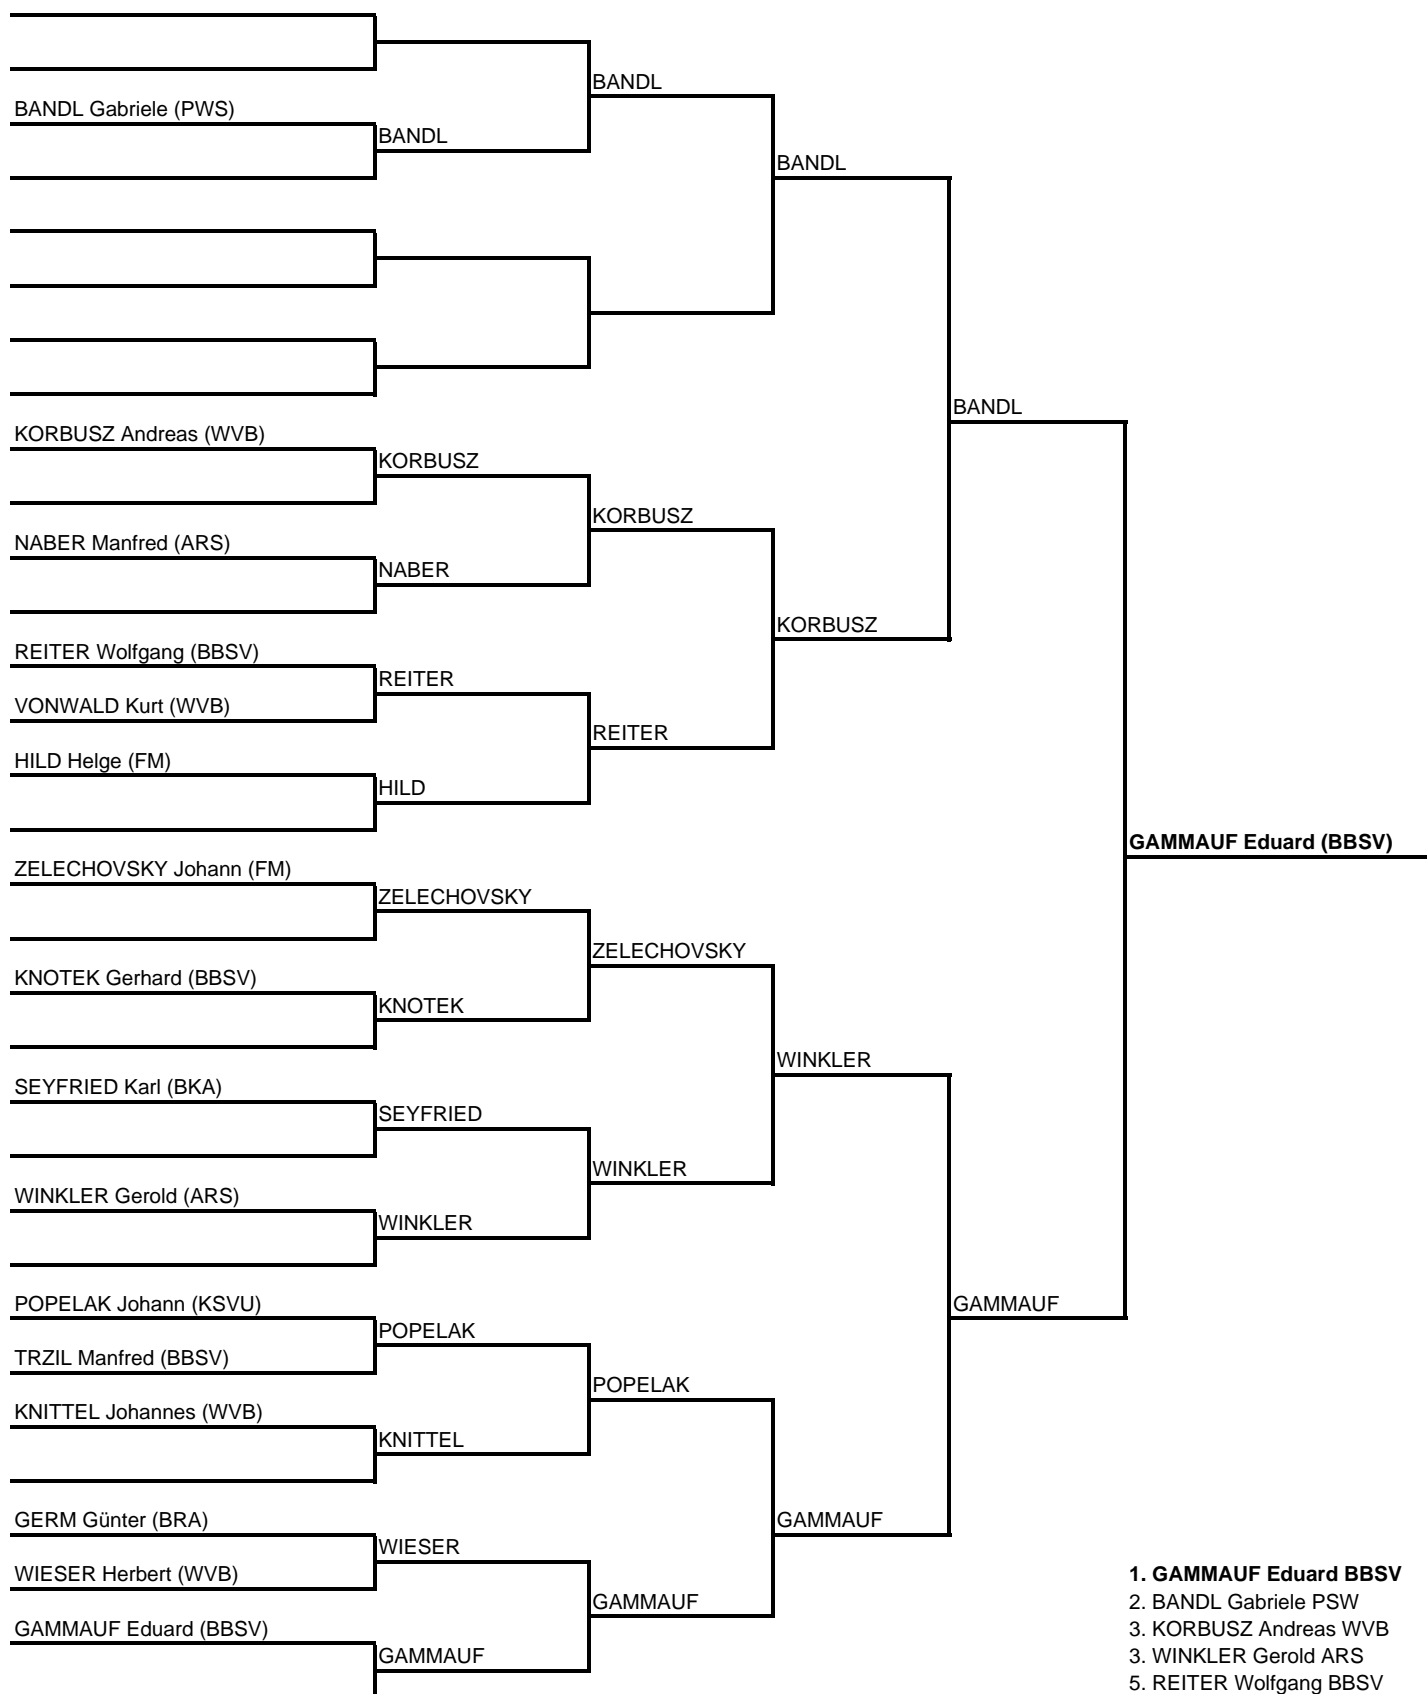 BANDL
BANDL Gabriele (PWS)
BANDL
BANDL
BANDL
KORBUSZ Andreas (WVB)
KORBUSZ
KORBUSZ
NABER Manfred (ARS)
NABER
KORBUSZ
REITER Wolfgang (BBSV)
REITER
VONWALD Kurt (WVB)
REITER
HILD Helge (FM)
HILD
GAMMAUF Eduard (BBSV)
ZELECHOVSKY Johann (FM)
ZELECHOVSKY
ZELECHOVSKY
KNOTEK Gerhard (BBSV)
KNOTEK
WINKLER
SEYFRIED Karl (BKA)
SEYFRIED
WINKLER
WINKLER Gerold (ARS)
WINKLER
POPELAK Johann (KSVU)
GAMMAUF
POPELAK
TRZIL Manfred (BBSV)
POPELAK
KNITTEL Johannes (WVB)
KNITTEL
GERM Günter (BRA)
GAMMAUF
WIESER
WIESER Herbert (WVB)
GAMMAUF
GAMMAUF Eduard (BBSV)
GAMMAUF
1. GAMMAUF Eduard BBSV
2. BANDL Gabriele PSW
3. KORBUSZ Andreas WVB
3. WINKLER Gerold ARS
5. REITER Wolfgang BBSV